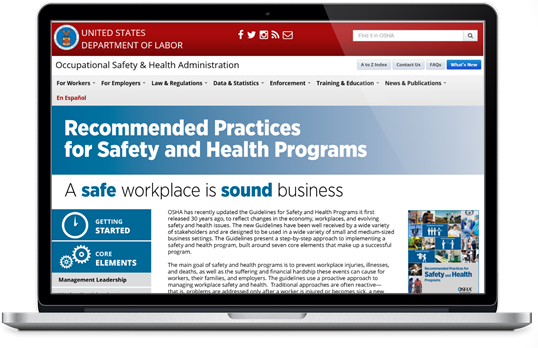 UNITED STATES
DEPARTMENT OF LABOR
Find it in OSHA
Occupational Safety & Health Administration
A to Z Index Contact Us FAQs What's New
For Workers For Employers Law & Regulations Data & Statistics Enforcement Training & Education News & Publications
En Español
Recommended Practices
for Safety and Health Programs
A safe workplace is sound business
GETTING
STARTED
CORE
ELEMENTS
Management Leadership
OSHA has recently updated the Guidelines for Safety and Health Programs it first
released 30 years ago, to reflect changes in the economy, workplaces, and evolving
safety and health issues. The new Guidelines have been well received by a wide variety
of stakeholders and are designed to be used in a wide variety of small and medium-sized
business settings. The Guidelines present a step-by-step approach to implementing a
safety and health program, built around seven core elements that make up a successful
program.
The main goal of safety and health programs is to prevent workplace injuries, illnesses,
and deaths, as well as the suffering and financial hardship these events can cause for
workers, their families, and employers. The guidelines use a proactive approach to
managing workplace safety and health. Traditional approaches are often reactive—
that is, problems are addressed only after a worker is injured or becomes sick, a new
Recommended Practices for
Safety and Health Programs
OSHA